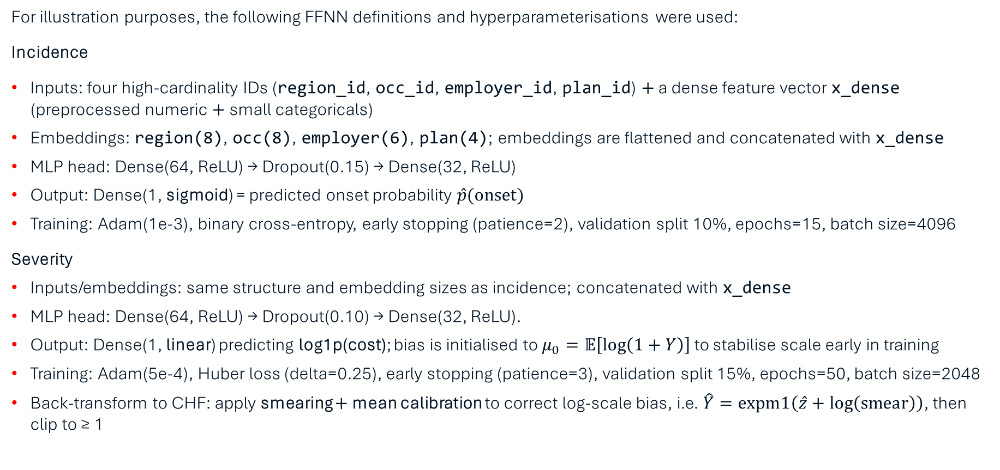 For illustration purposes, the following FFNN definitions and hyperparameterisations were used:
Incidence
• Inputs: four high-cardinality IDs (region_id, occ_id, employer_id, plan_id) + a dense feature vector x_dense
(preprocessed numeric + small categoricals)
• Embeddings: region(8), occ(8), employer(6), plan(4); embeddings are flattened and concatenated with x_dense
• MLP head: Dense(64, ReLU) → Dropout(0.15) → Dense(32, ReLU)
• Output: Dense(1, sigmoid) = predicted onset probability p̂(onset)
• Training: Adam(1e-3), binary cross-entropy, early stopping (patience=2), validation split 10%, epochs=15, batch size=4096
Severity
• Inputs/embeddings: same structure and embedding sizes as incidence; concatenated with x_dense
• MLP head: Dense(64, ReLU) → Dropout(0.10) → Dense(32, ReLU).
• Output: Dense(1, linear) predicting log1p(cost); bias is initialised to μ₀ = 𝔼[log(1 + Y)] to stabilise scale early in training
• Training: Adam(5e-4), Huber loss (delta=0.25), early stopping (patience=3), validation split 15%, epochs=50, batch size=2048
• Back-transform to CHF: apply smearing + mean calibration to correct log-scale bias, i.e. Ŷ = expm1(ẑ + log(smear)), then
clip to ≥ 1